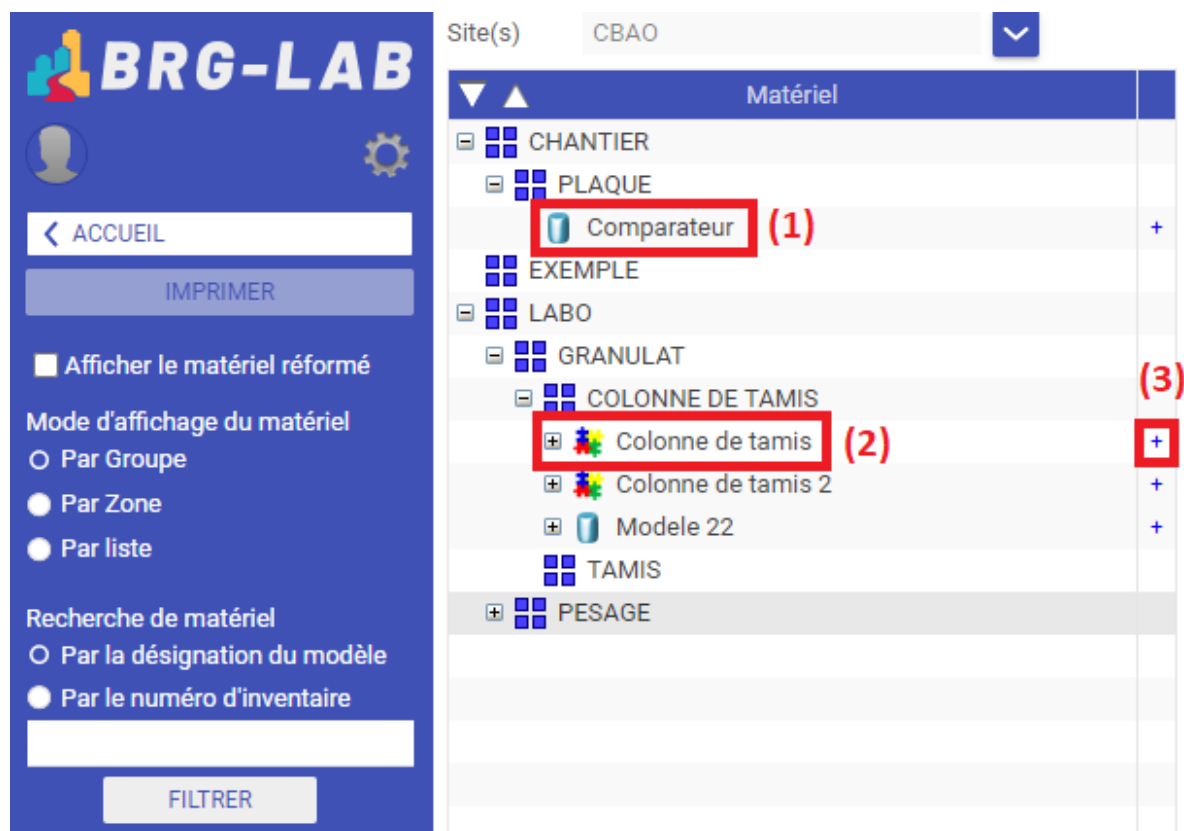 BRG-LAB
ACCUEIL
IMPRIMER
Afficher le matériel réformé
Mode d'affichage du matériel
Par Groupe
Par Zone
Par liste
Recherche de matériel
Par la désignation du modèle
Par le numéro d'inventaire
FILTRER
Site(s) CBAO
Matériel
CHANTIER
PLAQUE
Comparateur (1) +
EXEMPLE
LABO
GRANULAT
(3)
COLONNE DE TAMIS
Colonne de tamis (2) +
Colonne de tamis 2 +
Modele 22 +
TAMIS
PESAGE